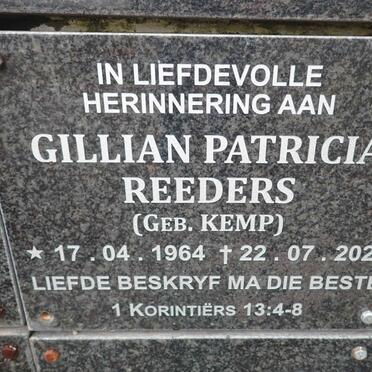 IN LIEFDEVOLLE
HERINNERING AAN
GILLIAN PATRICIA
REEDERS
(GEB. KEMP)
★ 17 . 04 . 1964 † 22 . 07 . 202
LIEFDE BESKRYF MA DIE BESTE
1 KORINTIËRS 13:4-8